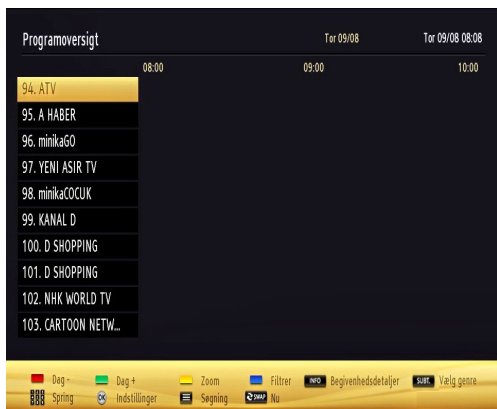 Programoversigt Tor 09/08 Tor 09/08 08:08
08:00 09:00 10:00
94. ATV
95. A HABER
96. minikaGO
97. YENI ASIR TV
98. minikaCOCUK
99. KANAL D
100. D SHOPPING
101. D SHOPPING
102. NHK WORLD TV
103. CARTOON NETW...
Dag - Dag + Zoom Filtrer INFO Begivenhedsdetaljer SUBT. Vælg genre
Spring OK Indstillinger Søgning SWAP Nu